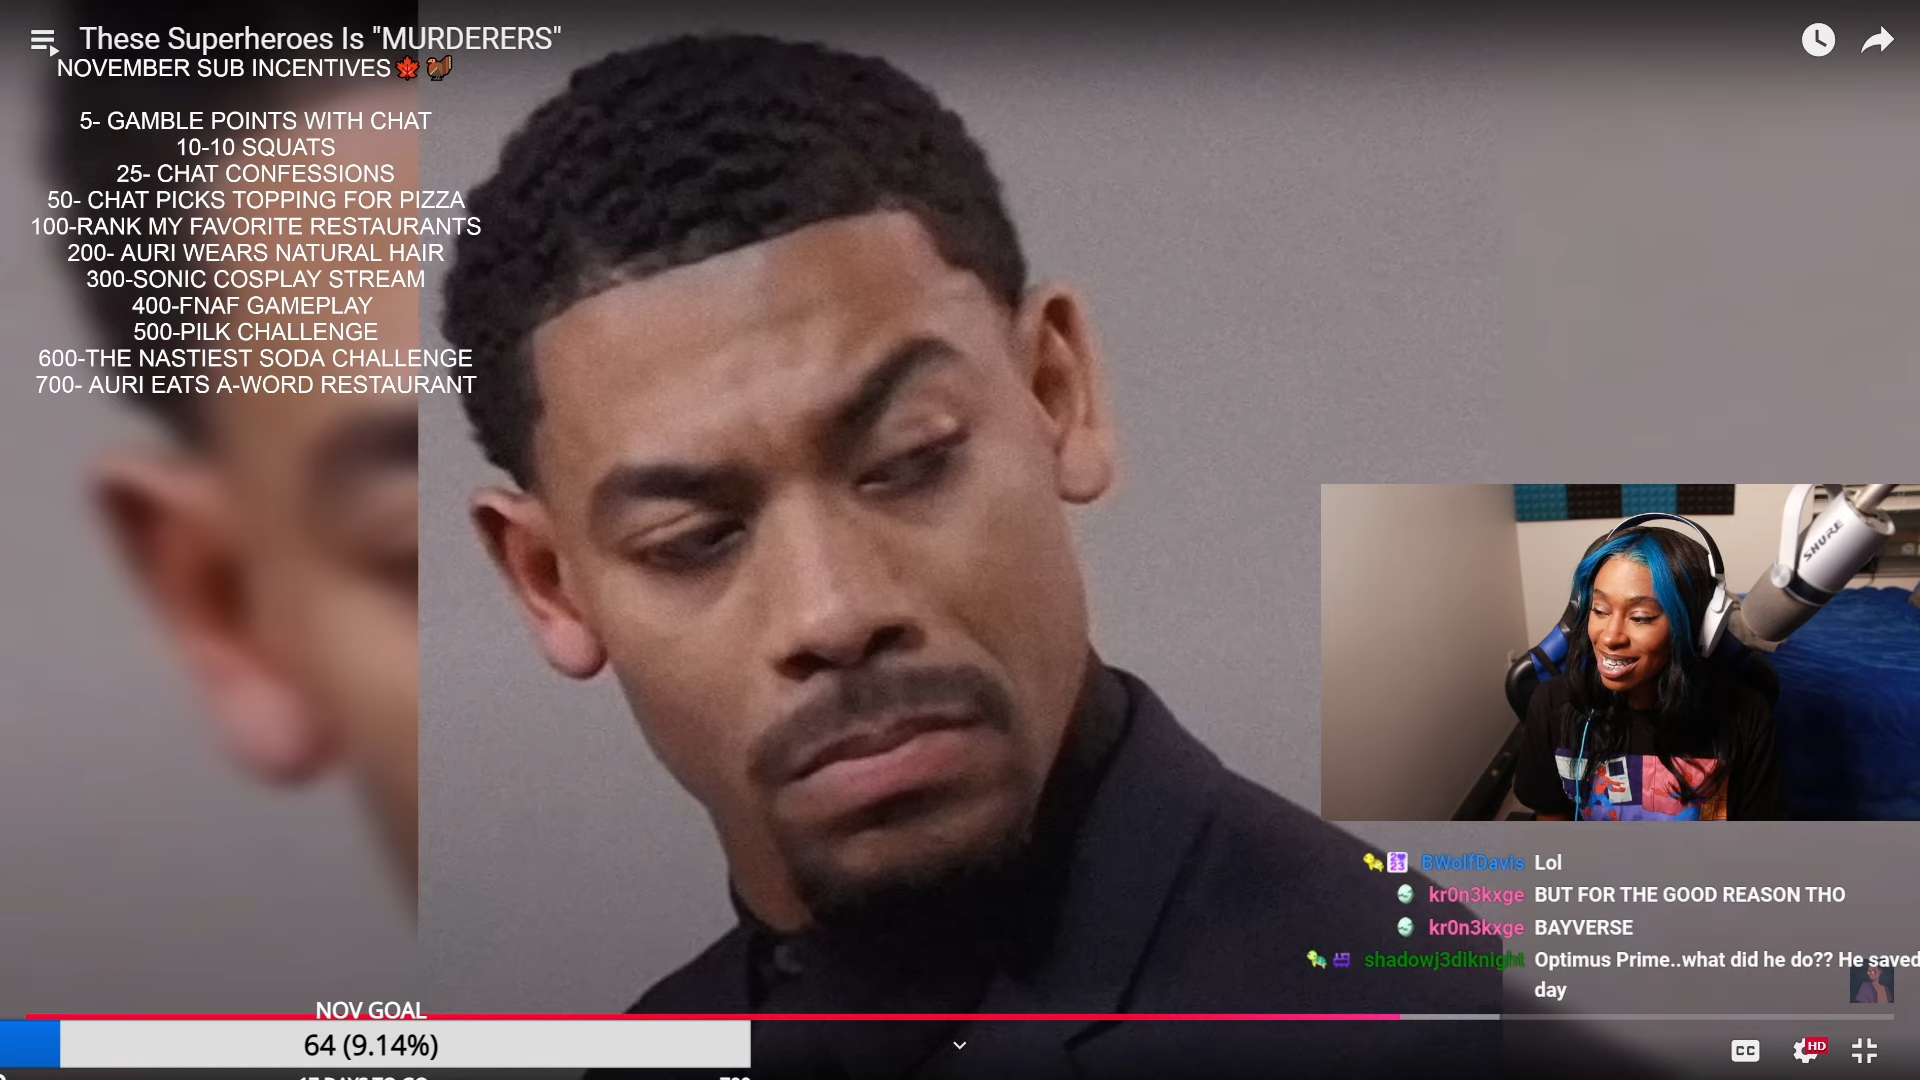 These Superheroes Is "MURDERERS"
NOVEMBER SUB INCENTIVES🍁🦃
5- GAMBLE POINTS WITH CHAT
10-10 SQUATS
25- CHAT CONFESSIONS
50- CHAT PICKS TOPPING FOR PIZZA
100-RANK MY FAVORITE RESTAURANTS
200- AURI WEARS NATURAL HAIR
300-SONIC COSPLAY STREAM
400-FNAF GAMEPLAY
500-PILK CHALLENGE
600-THE NASTIEST SODA CHALLENGE
700- AURI EATS A-WORD RESTAURANT
SHURE
BWolfDavis Lol
kr0n3kxge BUT FOR THE GOOD REASON THO
kr0n3kxge BAYVERSE
shadowj3diknight Optimus Prime..what did he do?? He saved
day
NOV GOAL
64 (9.14%)
CC
HD